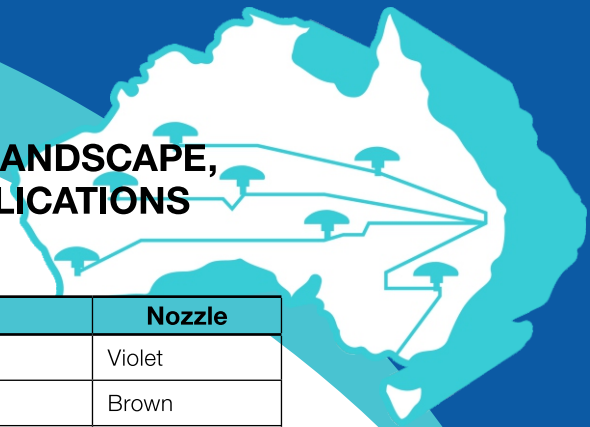 ANDSCAPE,
LICATIONS
Nozzle
Violet
Brown